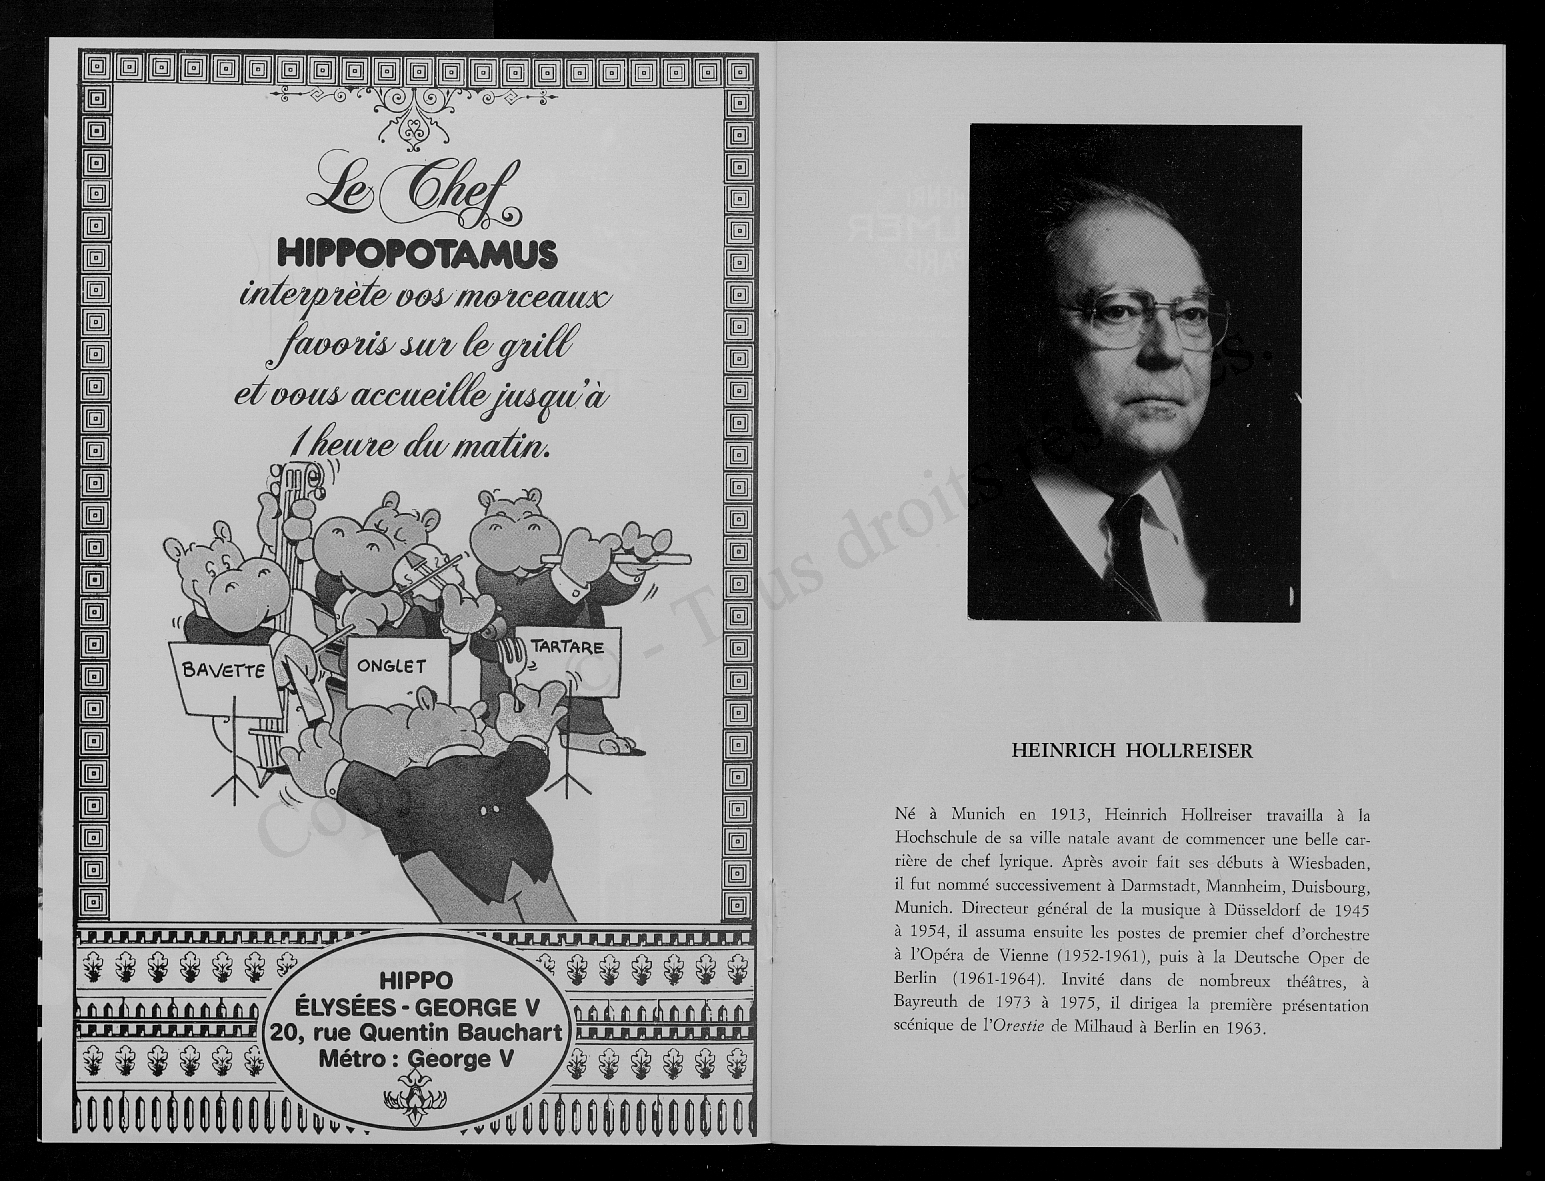 Le Chef
HIPPOPOTAMUS
interprète vos morceaux
favoris sur le grill
et vous accueille jusqu'à
1 heure du matin.
BAVETTE
ONGLET
TARTARE
HIPPO
ÉLYSÉES - GEORGE V
20, rue Quentin Bauchart
Métro : George V
HEINRICH HOLLREISER
Né à Munich en 1913, Heinrich Hollreiser travailla à la
Hochschule de sa ville natale avant de commencer une belle car-
rière de chef lyrique. Après avoir fait ses débuts à Wiesbaden,
il fut nommé successivement à Darmstadt, Mannheim, Duisbourg,
Munich. Directeur général de la musique à Düsseldorf de 1945
à 1954, il assuma ensuite les postes de premier chef d'orchestre
à l'Opéra de Vienne (1952-1961), puis à la Deutsche Oper de
Berlin (1961-1964). Invité dans de nombreux théâtres, à
Bayreuth de 1973 à 1975, il dirigea la première présentation
scénique de l'Orestie de Milhaud à Berlin en 1963.